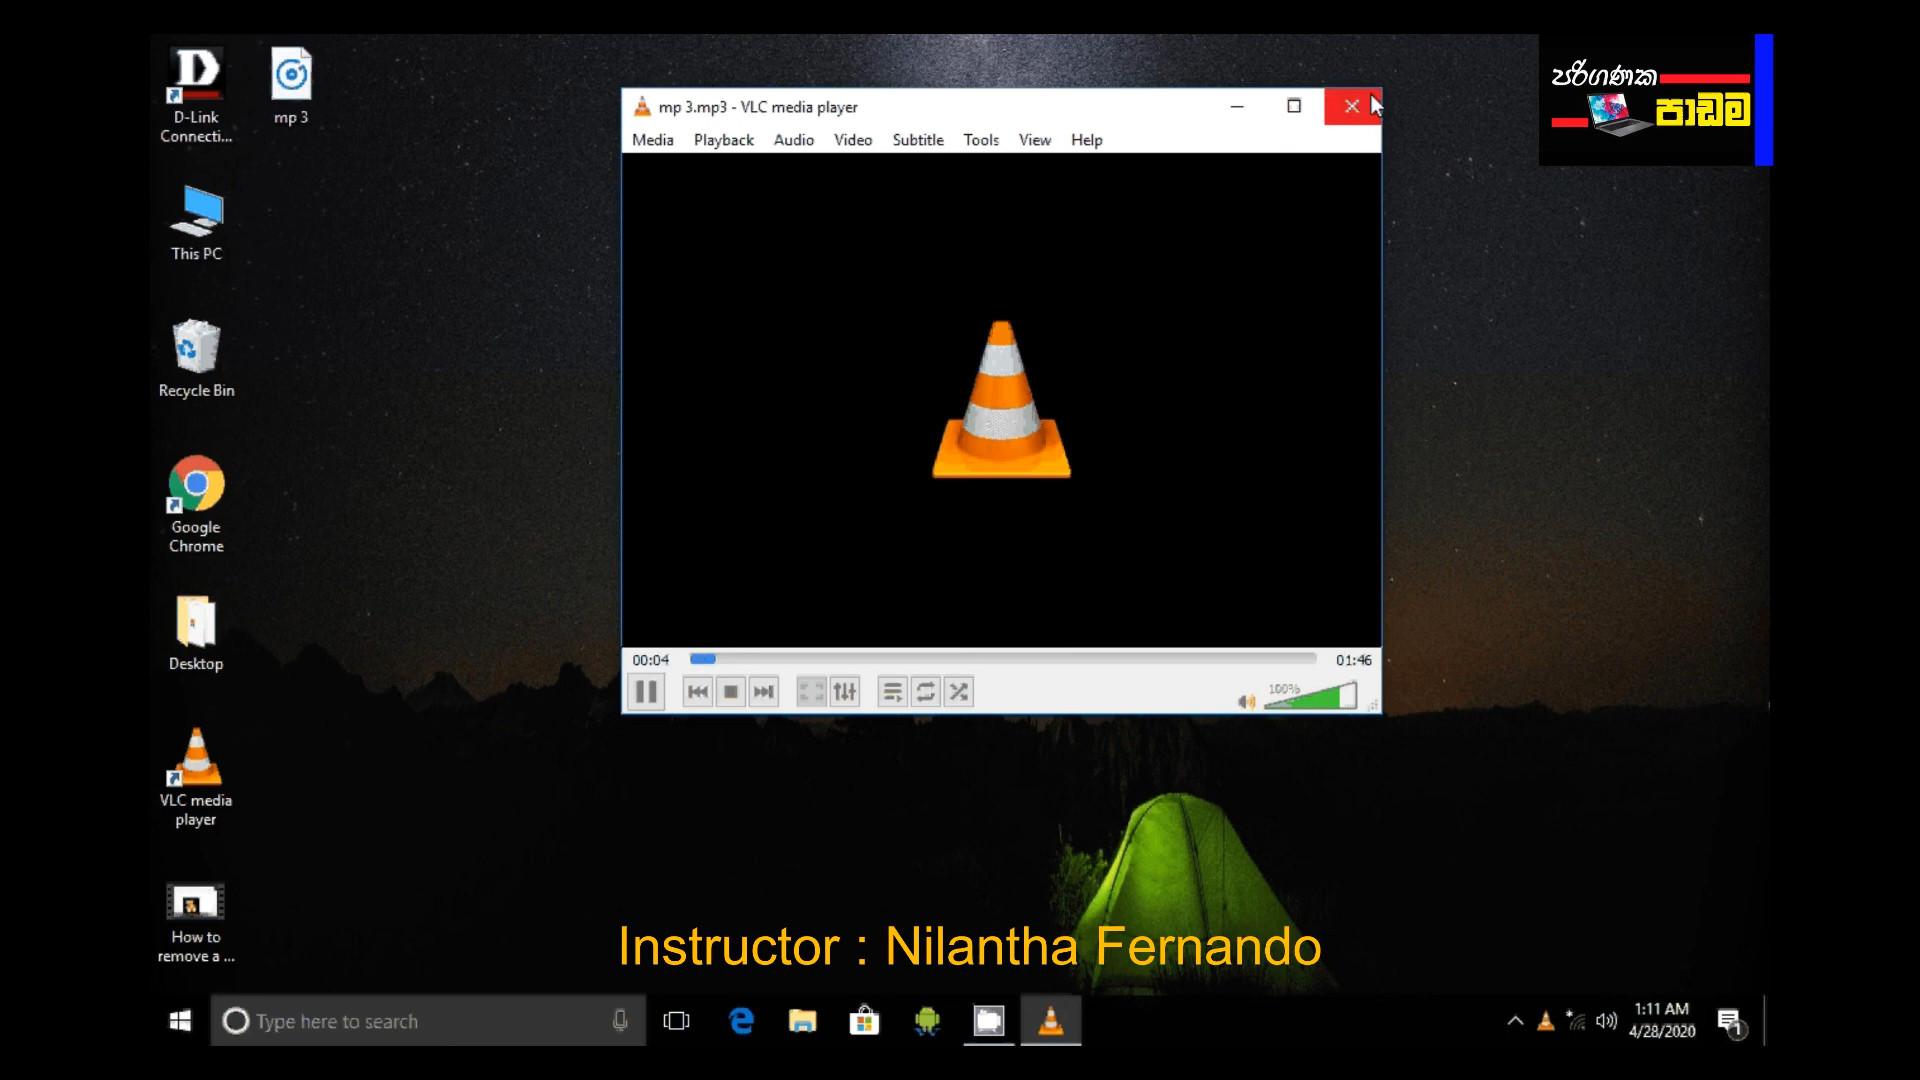 D-Link
Connecti...
mp 3
This PC
Recycle Bin
Google
Chrome
Desktop
VLC media
player
How to
remove a ...
mp 3.mp3 - VLC media player
Media Playback Audio Video Subtitle Tools View Help
00:04
01:46
100%
පරිගණක
පාඩම
Instructor : Nilantha Fernando
Type here to search
1:11 AM
4/28/2020
1